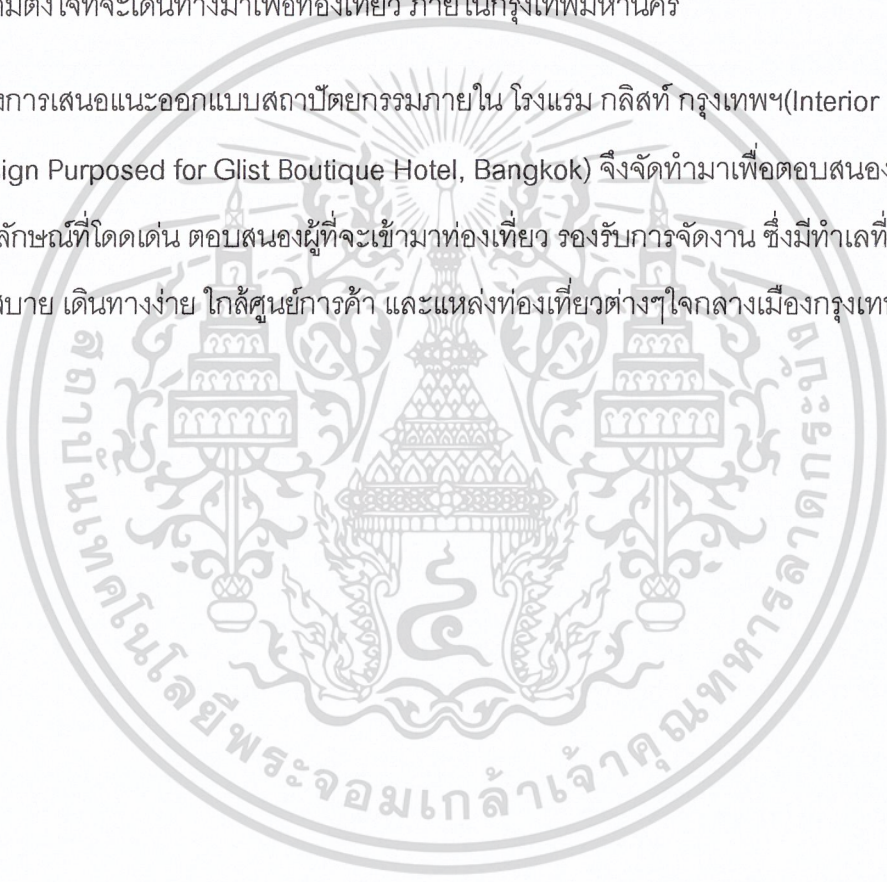 ามตั้งใจที่จะเดินทางมาเพื่อท่องเที่ยว ภายในกรุงเทพมหานคร
งการเสนอแนะออกแบบสถาปัตยกรรมภายใน โรงแรม กลิสท์ กรุงเทพฯ(Interior
ign Purposed for Glist Boutique Hotel, Bangkok) จึงจัดทำมาเพื่อตอบสนอง
ลักษณ์ที่โดดเด่น ตอบสนองผู้ที่จะเข้ามาท่องเที่ยว รองรับการจัดงาน ซึ่งมีทำเลที่
สบาย เดินทางง่าย ใกล้ศูนย์การค้า และแหล่งท่องเที่ยวต่างๆใจกลางเมืองกรุงเท
สถาบันเทคโนโลยีพระจอมเกล้าเจ้าคุณทหารลาดกระบัง